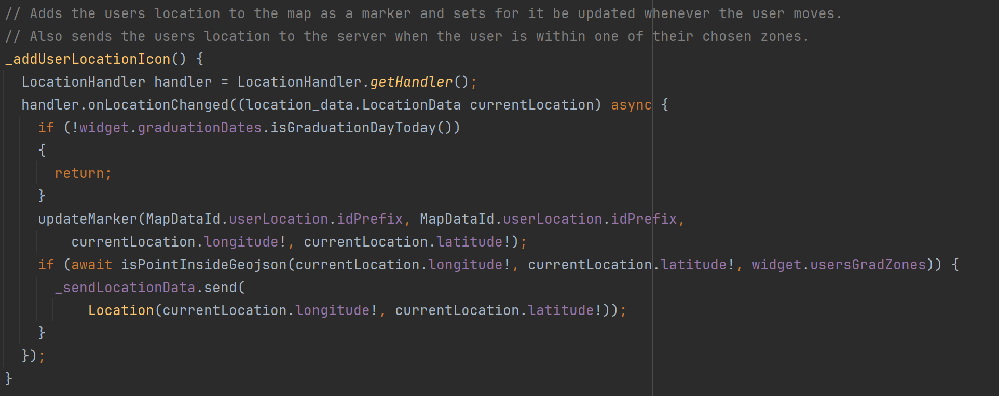 // Adds the users location to the map as a marker and sets for it be updated whenever the user moves.
// Also sends the users location to the server when the user is within one of their chosen zones.
_addUserLocationIcon() {
  LocationHandler handler = LocationHandler.getHandler();
  handler.onLocationChanged((location_data.LocationData currentLocation) async {
    if (!widget.graduationDates.isGraduationDayToday())
    {
      return;
    }
    updateMarker(MapDataId.userLocation.idPrefix, MapDataId.userLocation.idPrefix,
        currentLocation.longitude!, currentLocation.latitude!);
    if (await isPointInsideGeojson(currentLocation.longitude!, currentLocation.latitude!, widget.usersGradZones)) {
      _sendLocationData.send(
          Location(currentLocation.longitude!, currentLocation.latitude!));
    }
  });
}